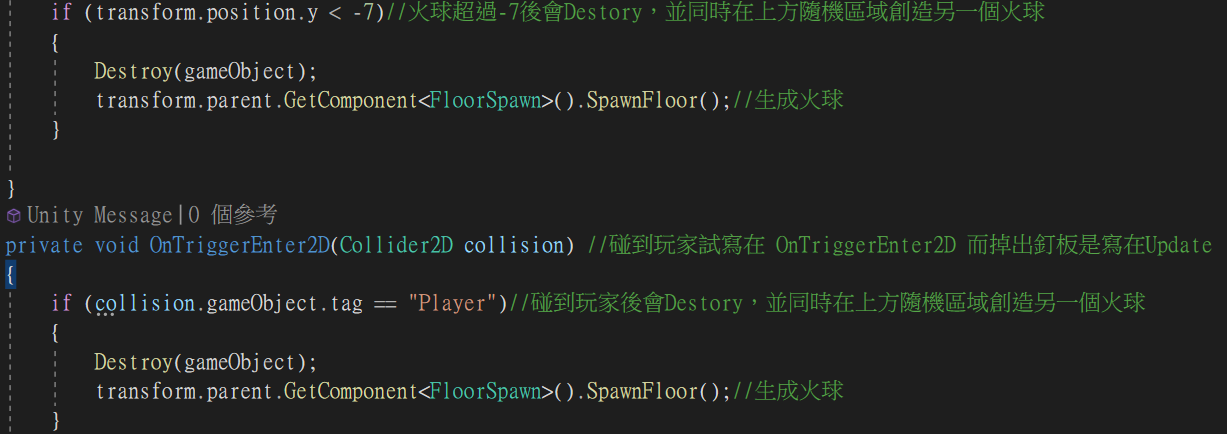 if (transform.position.y < -7)//火球超過-7後會Destory，並同時在上方隨機區域創造另一個火球
{
Destroy(gameObject);
transform.parent.GetComponent<FloorSpawn>().SpawnFloor();//生成火球
}
}
Unity Message|0 個參考
private void OnTriggerEnter2D(Collider2D collision) //碰到玩家試寫在 OnTriggerEnter2D 而掉出釘板是寫在Update
{
if (collision.gameObject.tag == "Player")//碰到玩家後會Destory，並同時在上方隨機區域創造另一個火球
{
Destroy(gameObject);
transform.parent.GetComponent<FloorSpawn>().SpawnFloor();//生成火球
}